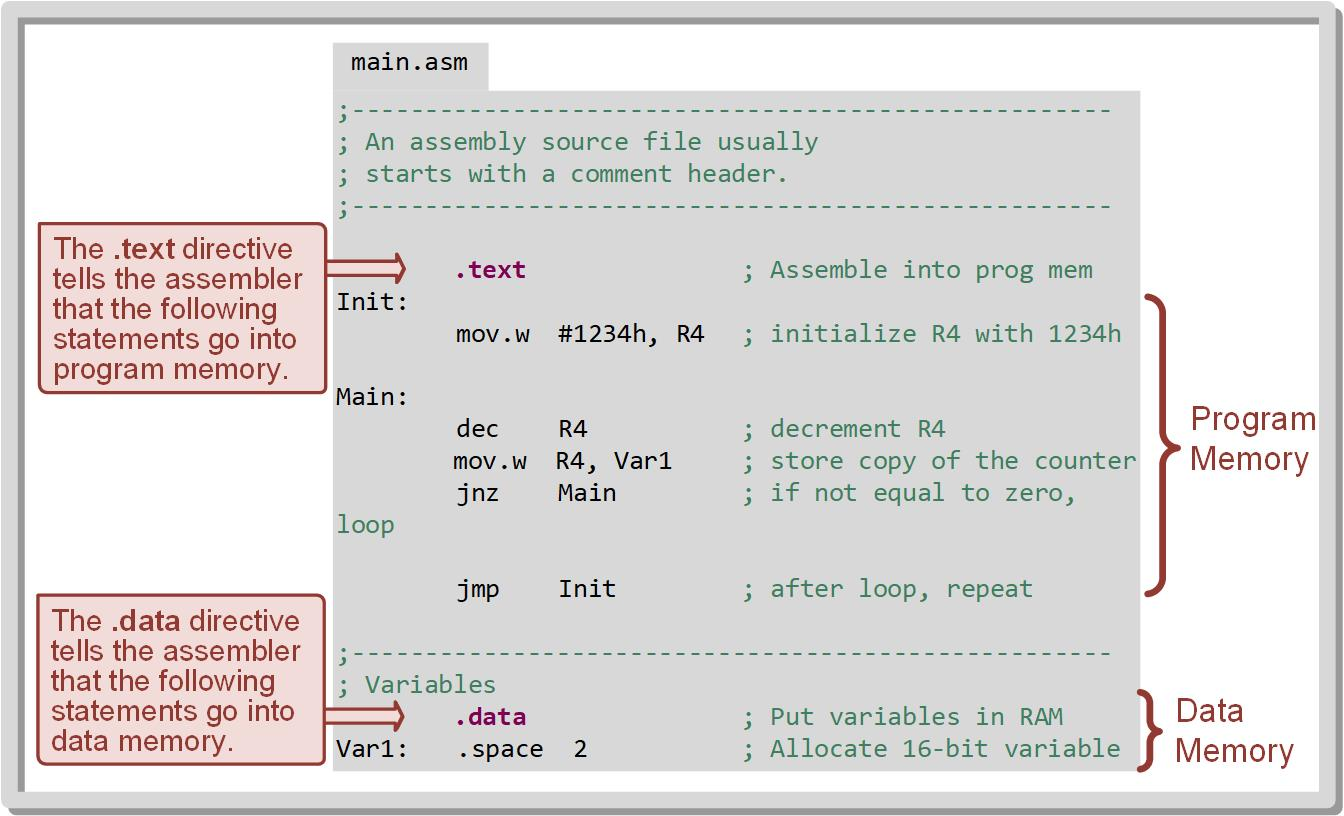 main.asm
;----------------------------------------------------
; An assembly source file usually
; starts with a comment header.
;----------------------------------------------------
The .text directive
tells the assembler
that the following
statements go into
program memory.
.text ; Assemble into prog mem
Init:
mov.w #1234h, R4 ; initialize R4 with 1234h
Main:
dec R4 ; decrement R4
mov.w R4, Var1 ; store copy of the counter
jnz Main ; if not equal to zero,
loop
jmp Init ; after loop, repeat
Program
Memory
The .data directive
tells the assembler
that the following
statements go into
data memory.
;----------------------------------------------------
; Variables
.data ; Put variables in RAM
Var1: .space 2 ; Allocate 16-bit variable
Data
Memory